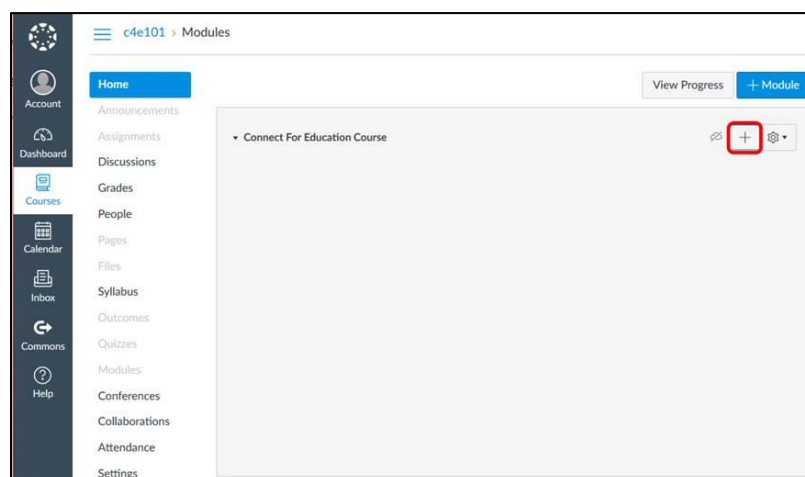 c4e101 > Modules
Account
Dashboard
Courses
Calendar
Inbox
Commons
Help
Home
Announcements
Assignments
Discussions
Grades
People
Pages
Files
Syllabus
Outcomes
Quizzes
Modules
Conferences
Collaborations
Attendance
Settings
View Progress
+ Module
Connect For Education Course